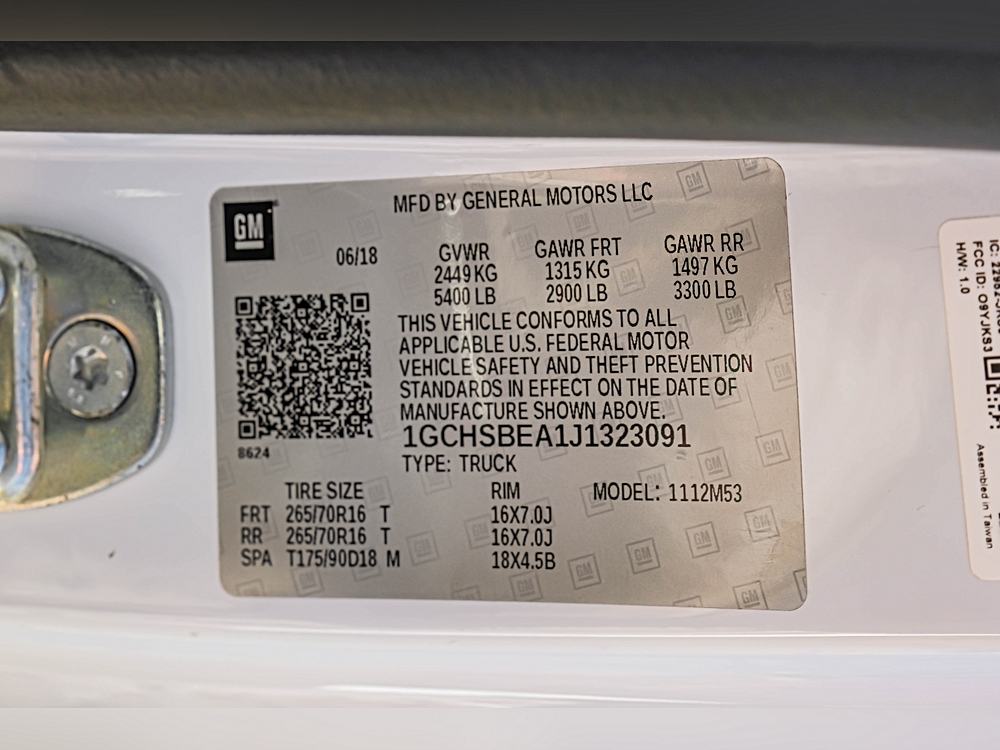 MFD BY GENERAL MOTORS LLC
GM
06/18 GVWR GAWR FRT GAWR RR
2449 KG 1315 KG 1497 KG
5400 LB 2900 LB 3300 LB
THIS VEHICLE CONFORMS TO ALL
APPLICABLE U.S. FEDERAL MOTOR
VEHICLE SAFETY AND THEFT PREVENTION
STANDARDS IN EFFECT ON THE DATE OF
MANUFACTURE SHOWN ABOVE.
8624
1GCHSBEA1J1323091
TYPE: TRUCK
TIRE SIZE RIM MODEL: 1112M53
FRT 265/70R16 T 16X7.0J
RR 265/70R16 T 16X7.0J
SPA T175/90D18 M 18X4.5B
FCC ID: O9YJKS3
H/W: 1.0
Assembled in Taiwan